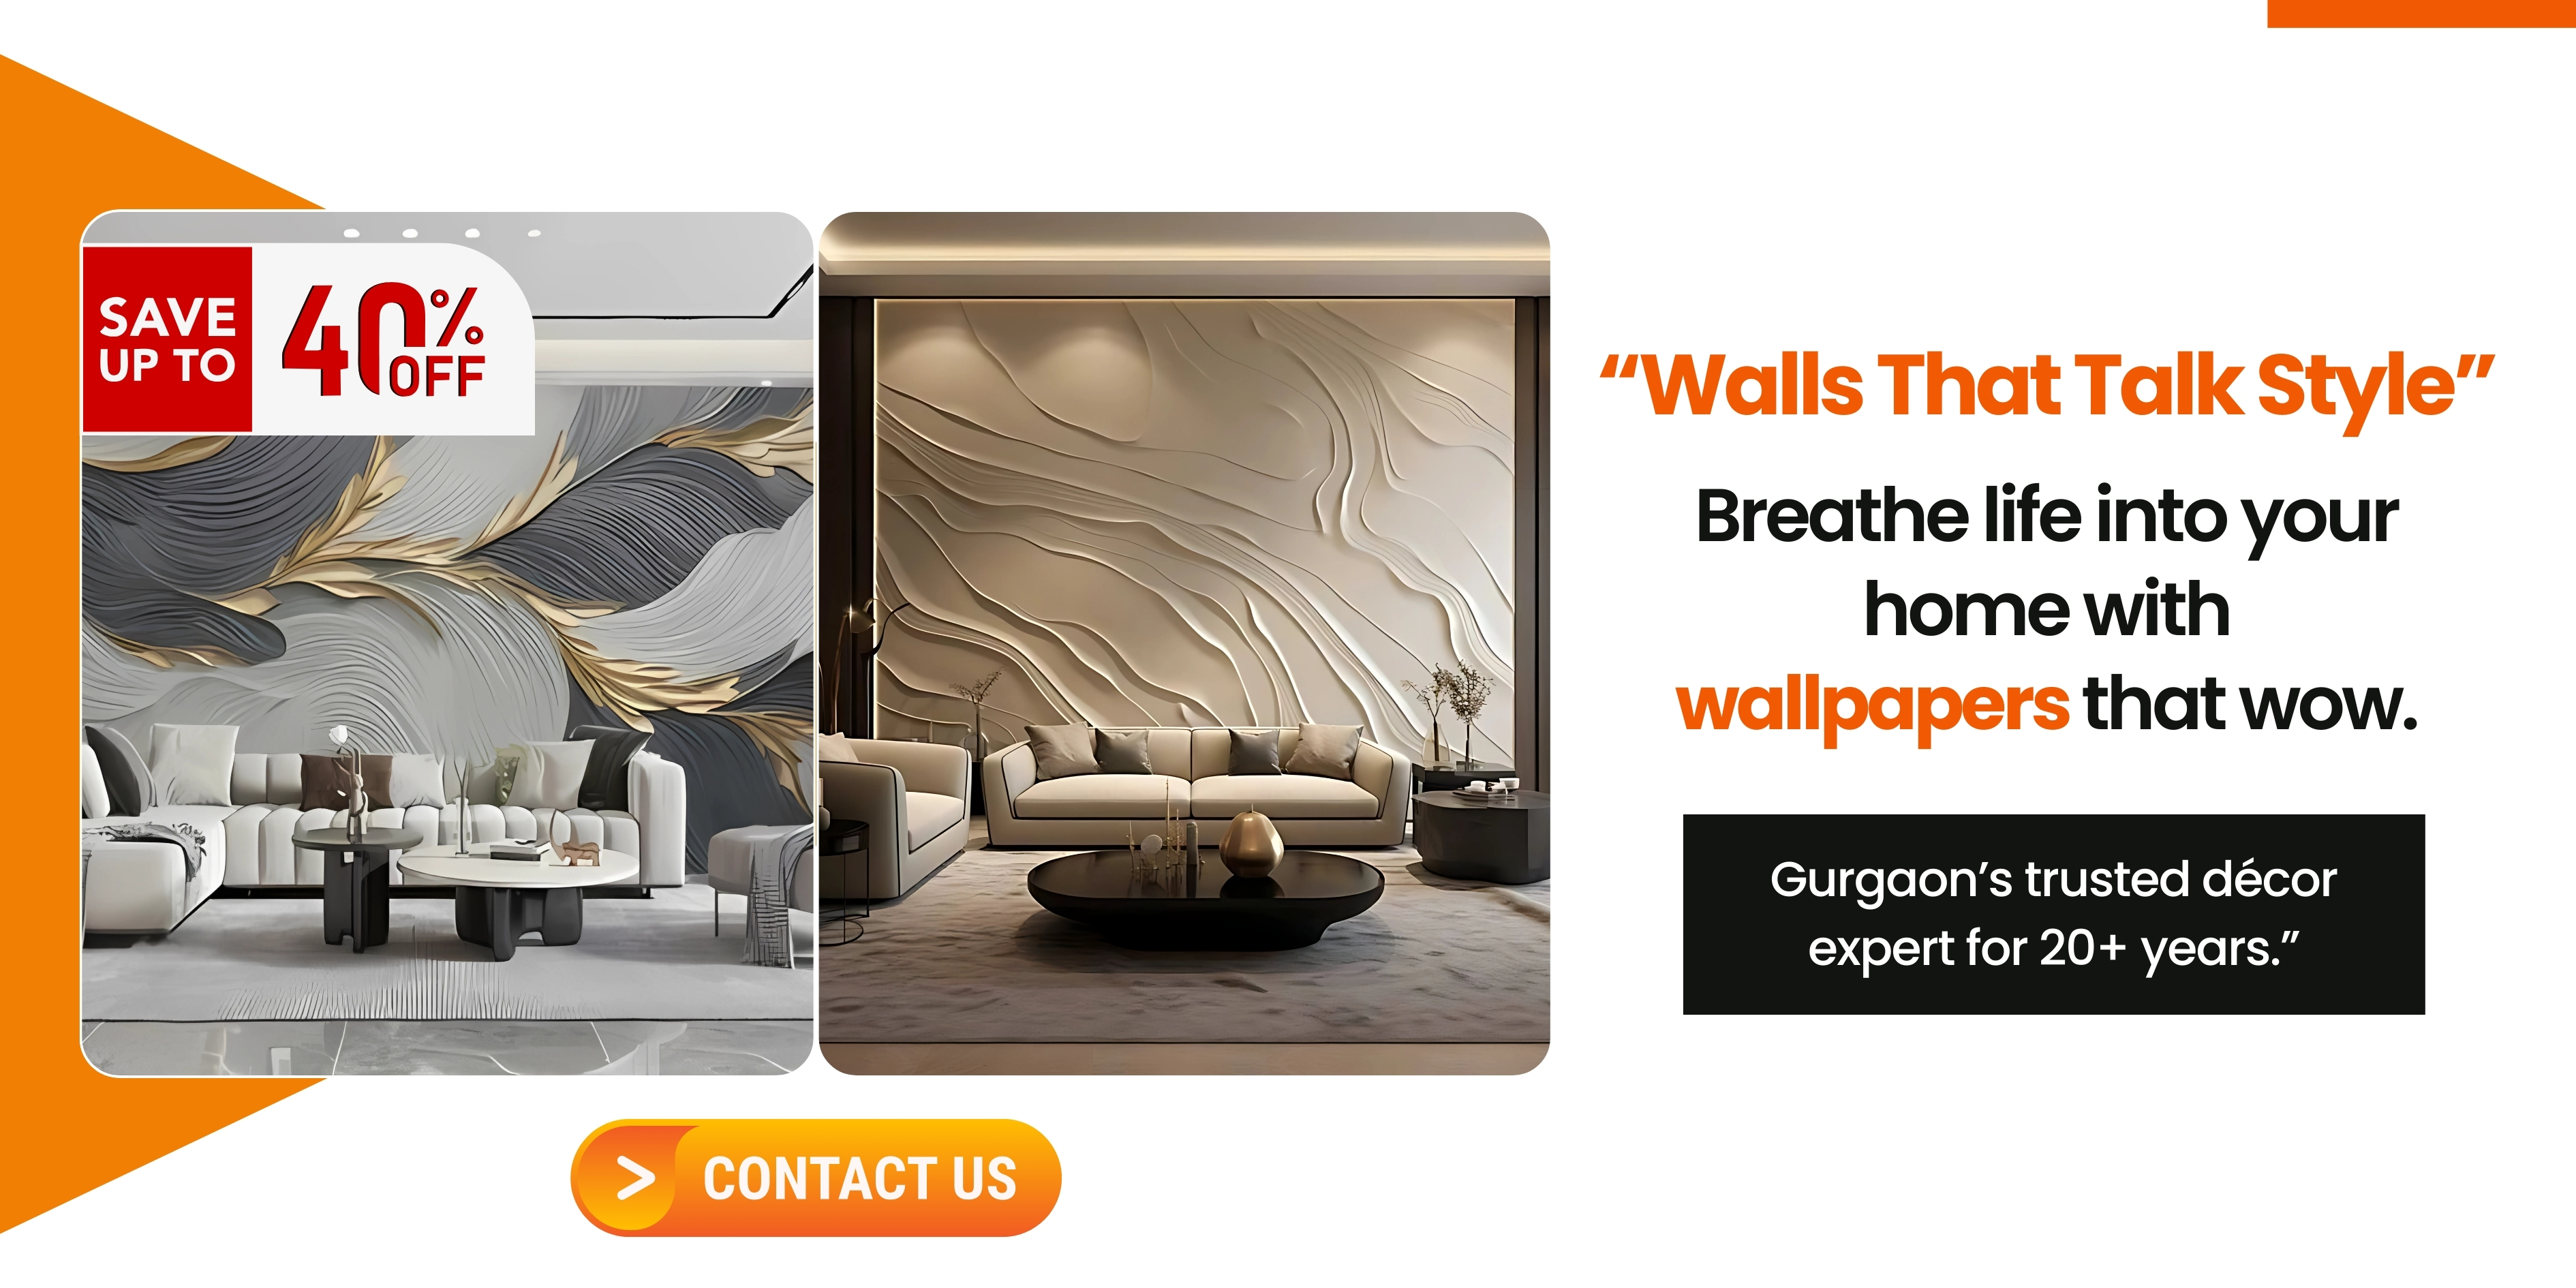 SAVE
UP TO
40%
OFF
“Walls That Talk Style”
Breathe life into your
home with
wallpapers that wow.
Gurgaon’s trusted décor
expert for 20+ years.”
> CONTACT US